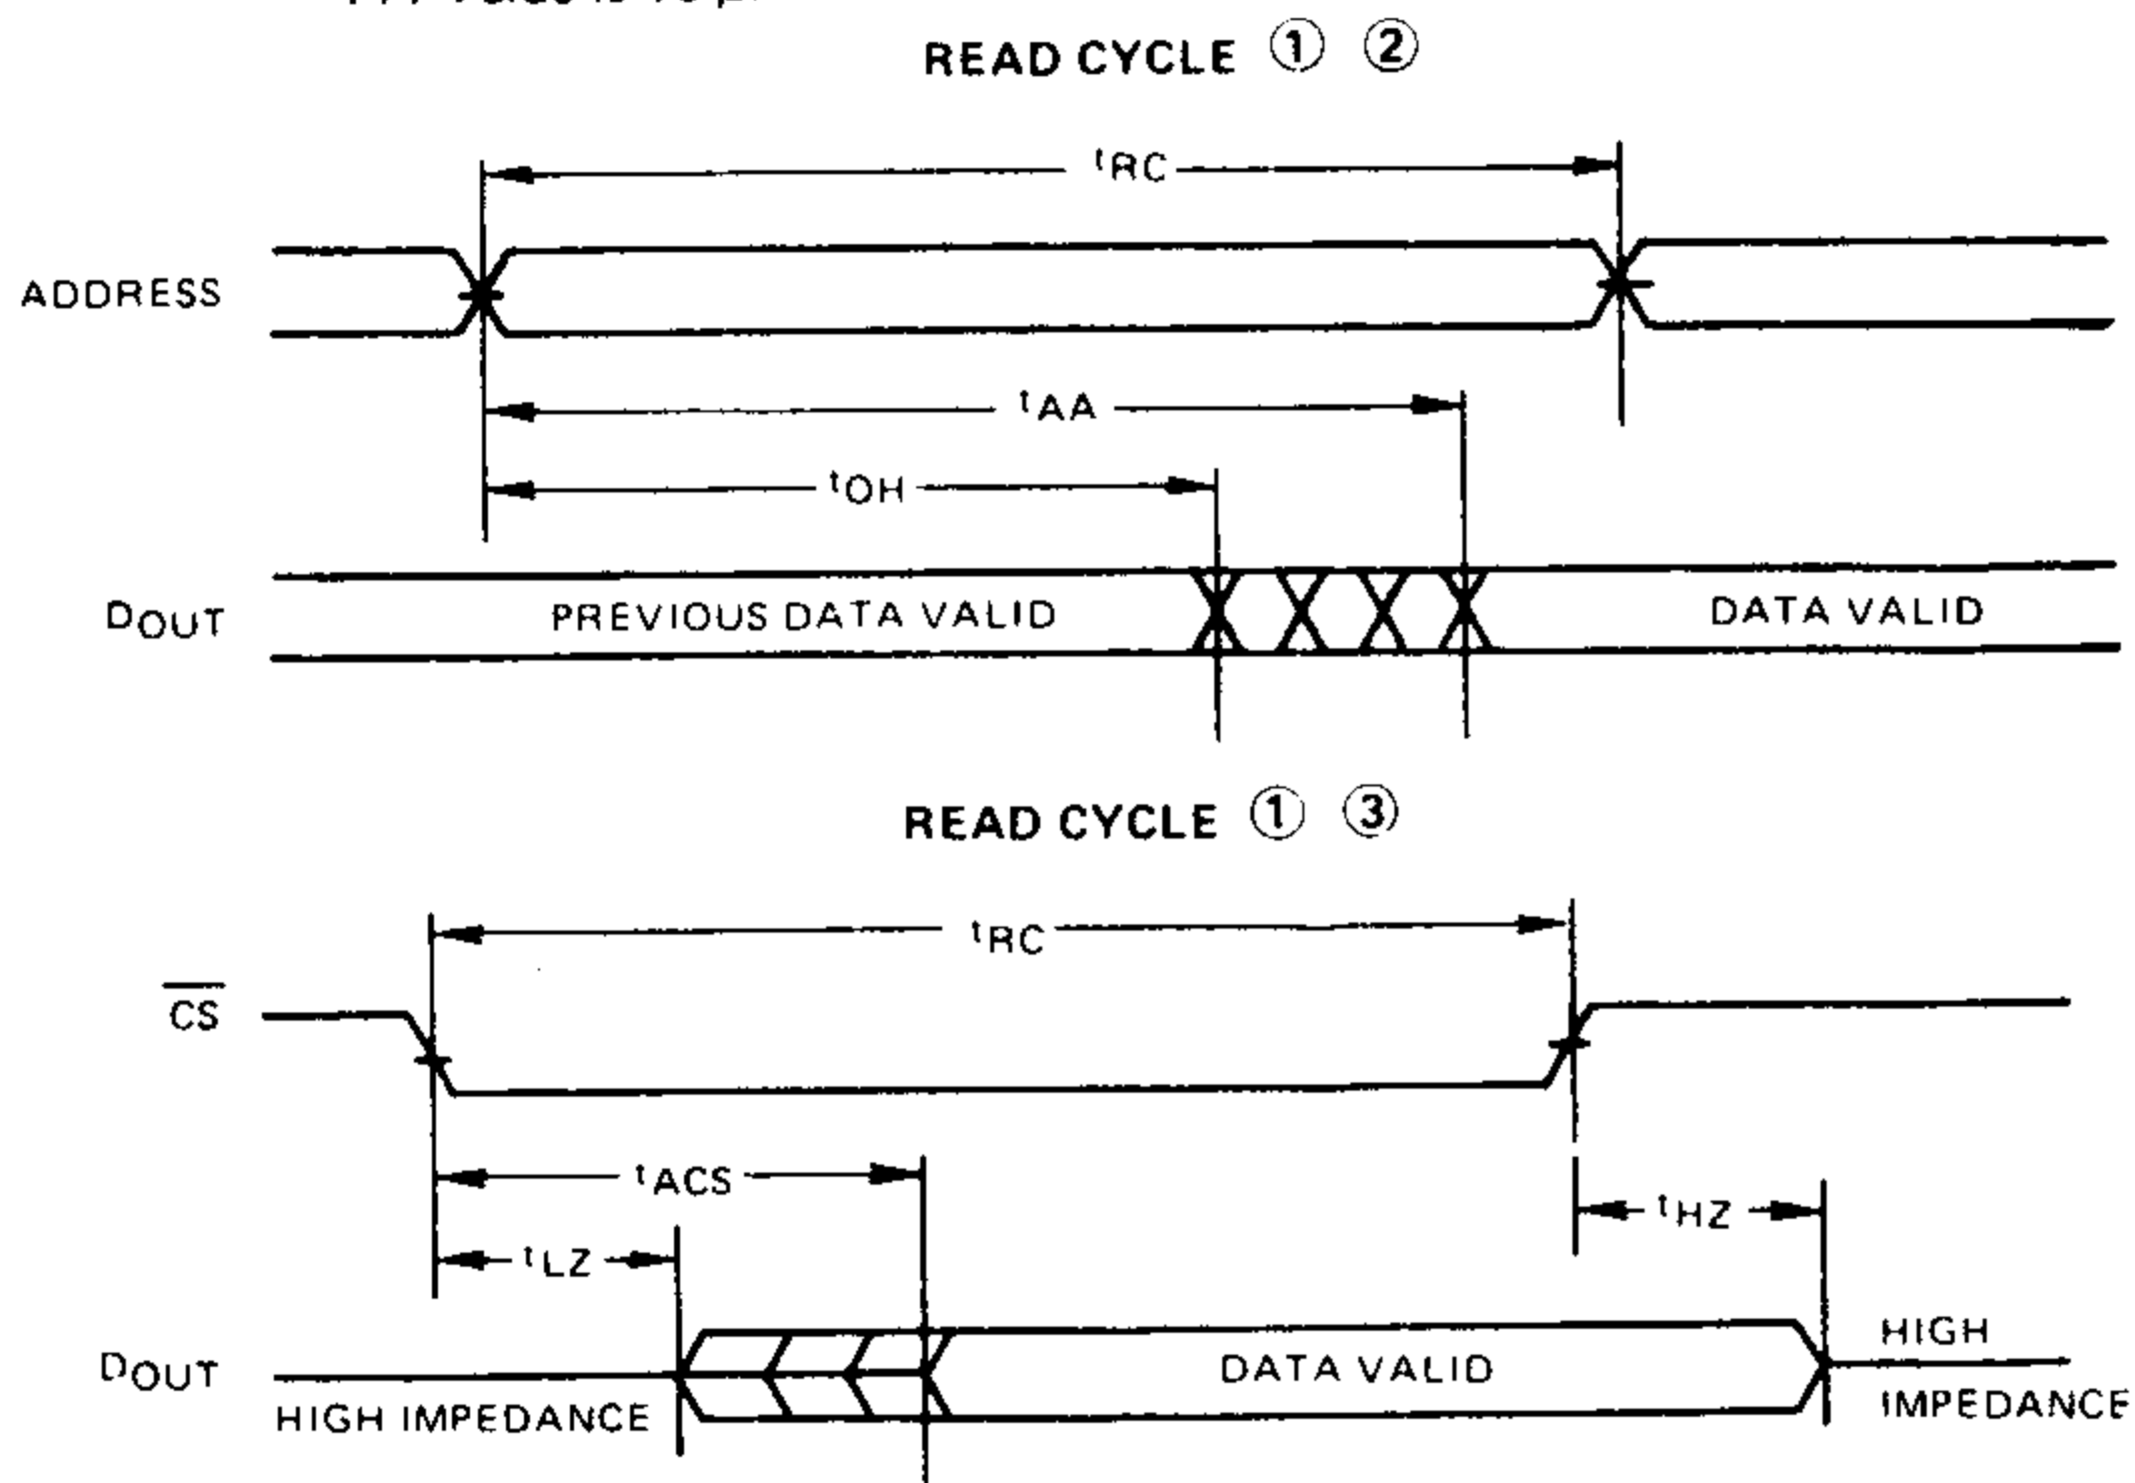 READ CYCLE ① ②
tRC
ADDRESS
tAA
tOH
DOUT
PREVIOUS DATA VALID
DATA VALID
READ CYCLE ① ③
tRC
CS
tACS
tHZ
tLZ
DOUT
HIGH IMPEDANCE
DATA VALID
HIGH
IMPEDANCE